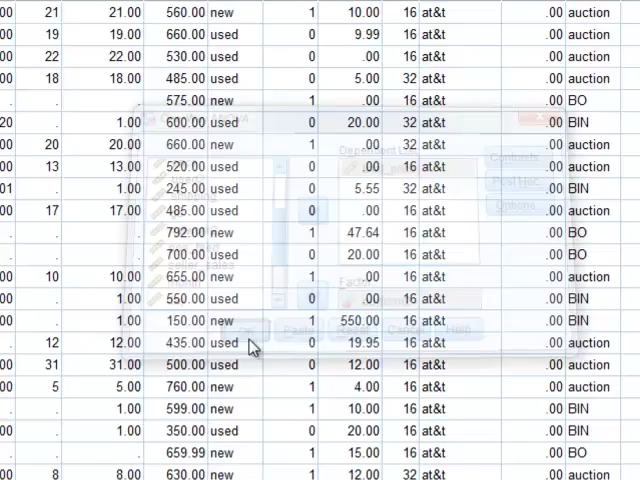 00 21 21.00 560.00 new 1 10.00 16 at&t .00 auction
00 19 19.00 660.00 used 0 9.99 16 at&t .00 auction
00 22 22.00 530.00 used 0 .00 16 at&t .00 auction
00 18 18.00 485.00 used 0 5.00 32 at&t .00 auction
. . . 575.00 new 1 .00 16 at&t .00 BO
20 . 1.00 600.00 used 0 20.00 32 at&t .00 BIN
00 20 20.00 660.00 new 1 .00 32 at&t .00 auction
Dependent List:
Contrasts...
00 13 13.00 520.00 used 0 .00 16 at&t .00 auction
Post Hoc...
01 . 1.00 245.00 used 0 5.55 32 at&t .00 BIN
Options...
00 17 17.00 485.00 used 0 .00 16 at&t .00 auction
. . . 792.00 new 1 47.64 16 at&t .00 BO
. . . 700.00 used 0 20.00 16 at&t .00 BO
00 10 10.00 655.00 new 1 .00 16 at&t .00 auction
Factor:
. 1.00 550.00 used 0 .00 16 at&t .00 BIN
. 1.00 150.00 new 1 550.00 16 at&t .00 BIN
OK Paste Reset Cancel Help
. 12 12.00 435.00 used 0 19.95 16 at&t .00 auction
00 31 31.00 500.00 used 0 12.00 16 at&t .00 auction
. 5 5.00 760.00 new 1 4.00 16 at&t .00 auction
. . 1.00 599.00 new 1 10.00 16 at&t .00 BIN
. 1.00 350.00 used 0 20.00 16 at&t .00 BIN
. . 659.99 new 1 15.00 16 at&t .00 BO
8 8.00 630.00 new 1 12.00 32 at&t .00 auction